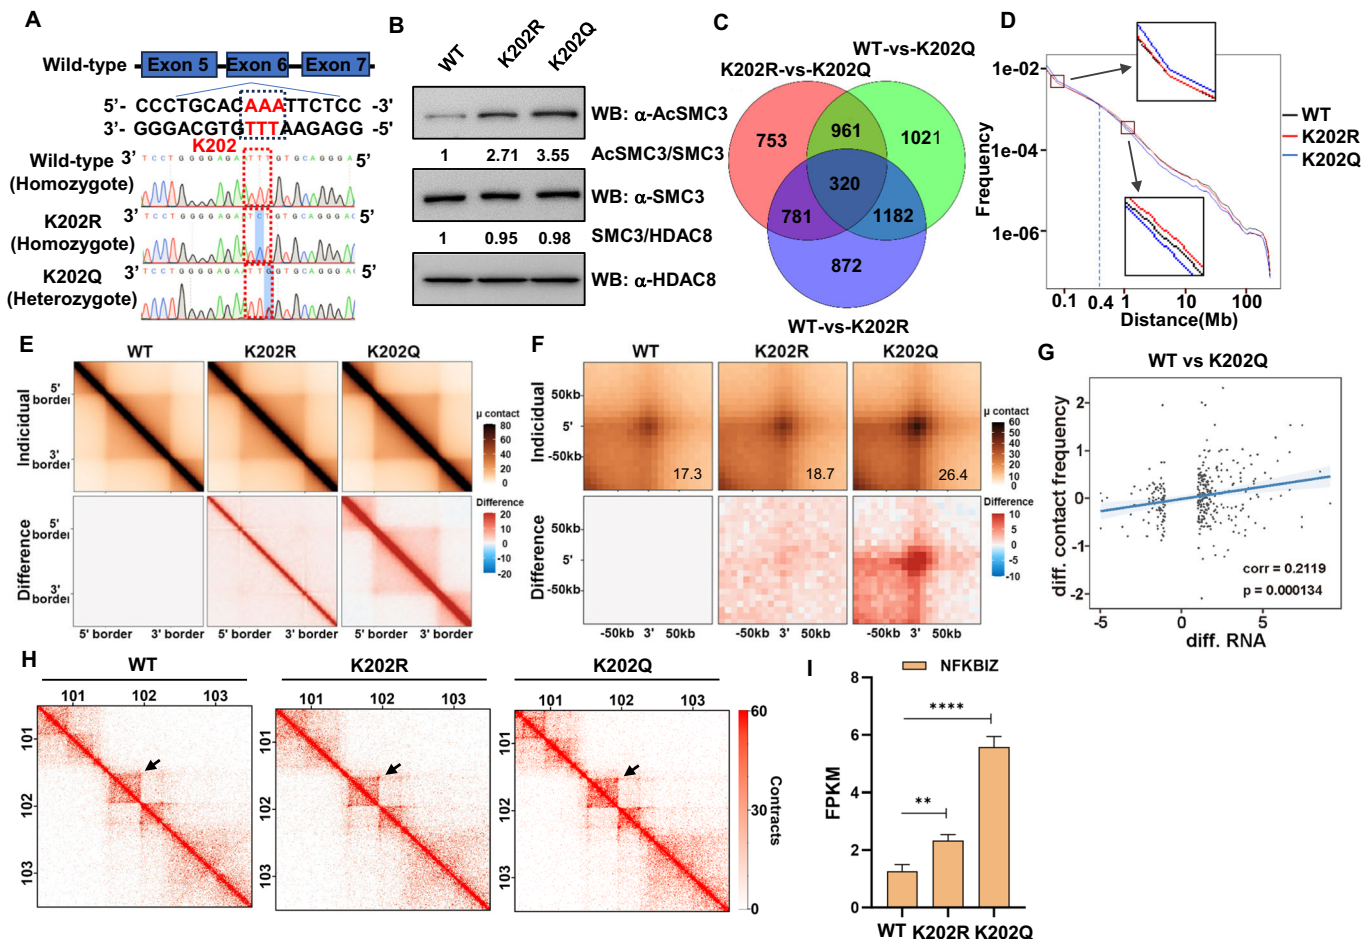 A
Wild-type
Exon 5
Exon 6
Exon 7
5'- CCCTGCACAAATTCTCC -3'
3'- GGGACGTGTTTAAGAGG -5'
K202
Wild-type
(Homozygote)
3’ TCCTGGGGAGATTTGTGCAGGGA 5’
K202R
(Homozygote)
3’ TCCTGGGGAGATCTGTGCAGGGAC 5’
K202Q
(Heterozygote)
3’ TCCTGGGGAGATTGGTGCAGGGAC 5’
B
WT
K202R
K202Q
WB: α-AcSMC3
1 2.71 3.55 AcSMC3/SMC3
WB: α-SMC3
1 0.95 0.98 SMC3/HDAC8
WB: α-HDAC8
C
WT-vs-K202Q
K202R-vs-K202Q
753
961
1021
320
781
1182
872
WT-vs-K202R
D
Frequency
1e-02
1e-04
1e-06
0.1
0.4
1
10
100
Distance(Mb)
WT
K202R
K202Q
E
WT K202R K202Q
Indicidual
5'
border
3'
border
μ contact
80
60
40
20
0
Difference
5'
border
3'
border
Difference
20
10
0
-10
-20
5' border 3' border 5' border 3' border 5' border 3' border
F
WT K202R K202Q
Indicidual
50kb
5'
-50kb
17.3
18.7
26.4
μ contact
60
50
40
30
20
10
0
Difference
50kb
5'
-50kb
Difference
10
5
0
-5
-10
-50kb 3' 50kb -50kb 3' 50kb -50kb 3' 50kb
G
WT vs K202Q
diff. contact frequency
2
1
0
-1
-2
corr = 0.2119
p = 0.000134
-5 0 5
diff. RNA
H
WT
101 102 103
101
102
103
K202R
101 102 103
101
102
103
K202Q
101 102 103
101
102
103
60
30
0
Contracts
I
NFKBIZ
FPKM
8
6
4
2
0
****
**
WT K202R K202Q